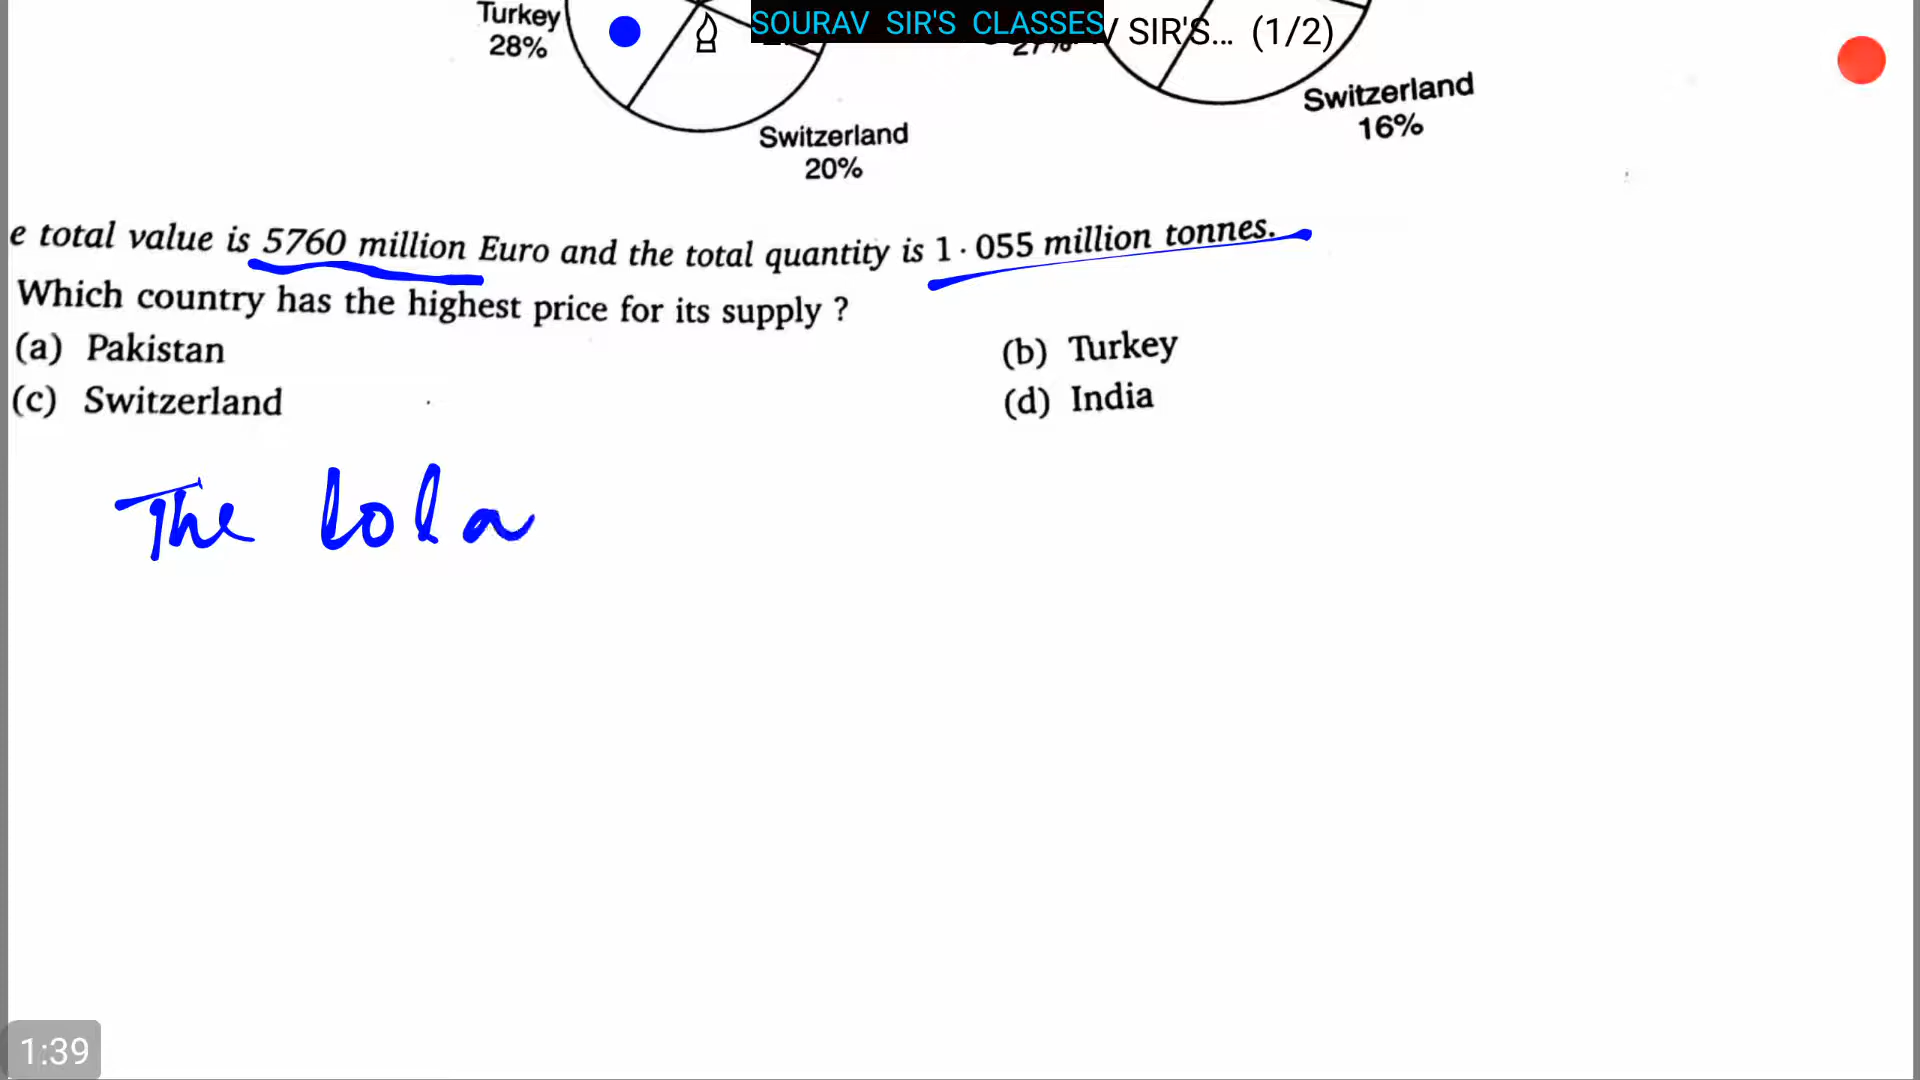 Turkey
28%
SOURAV SIR'S CLASSES
SIR'S... (1/2)
27%
Switzerland
20%
Switzerland
16%
e total value is 5760 million Euro and the total quantity is 1·055 million tonnes.
Which country has the highest price for its supply ?
(a) Pakistan
(b) Turkey
(c) Switzerland
(d) India
The
1:39